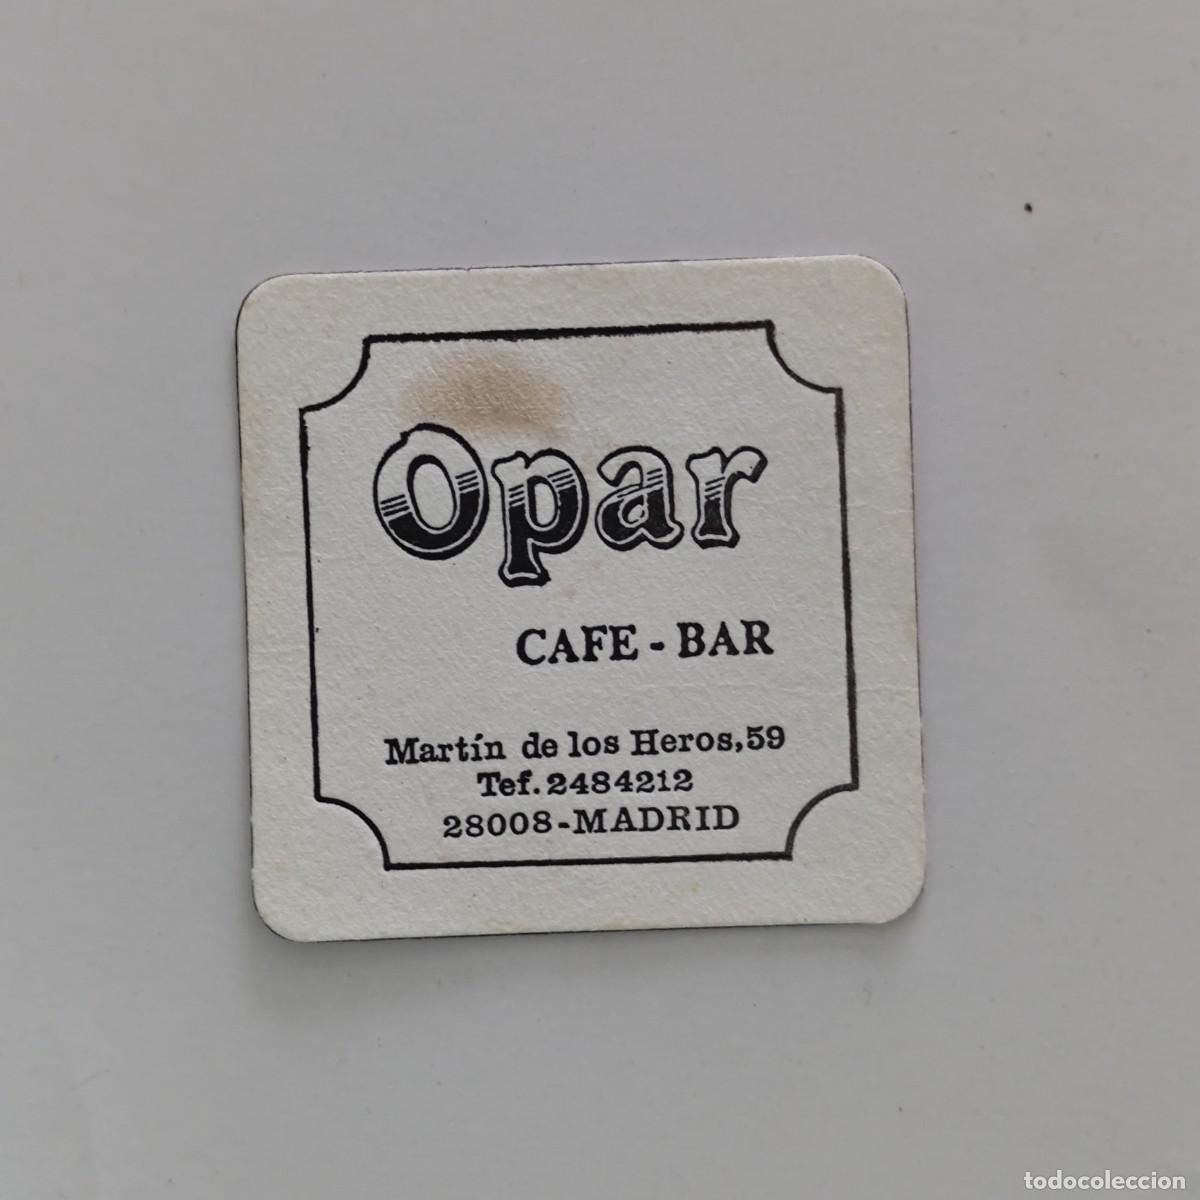 Opar
CAFE - BAR
Martín de los Heros,59
Tef. 2484212
28008-MADRID
todocoleccion